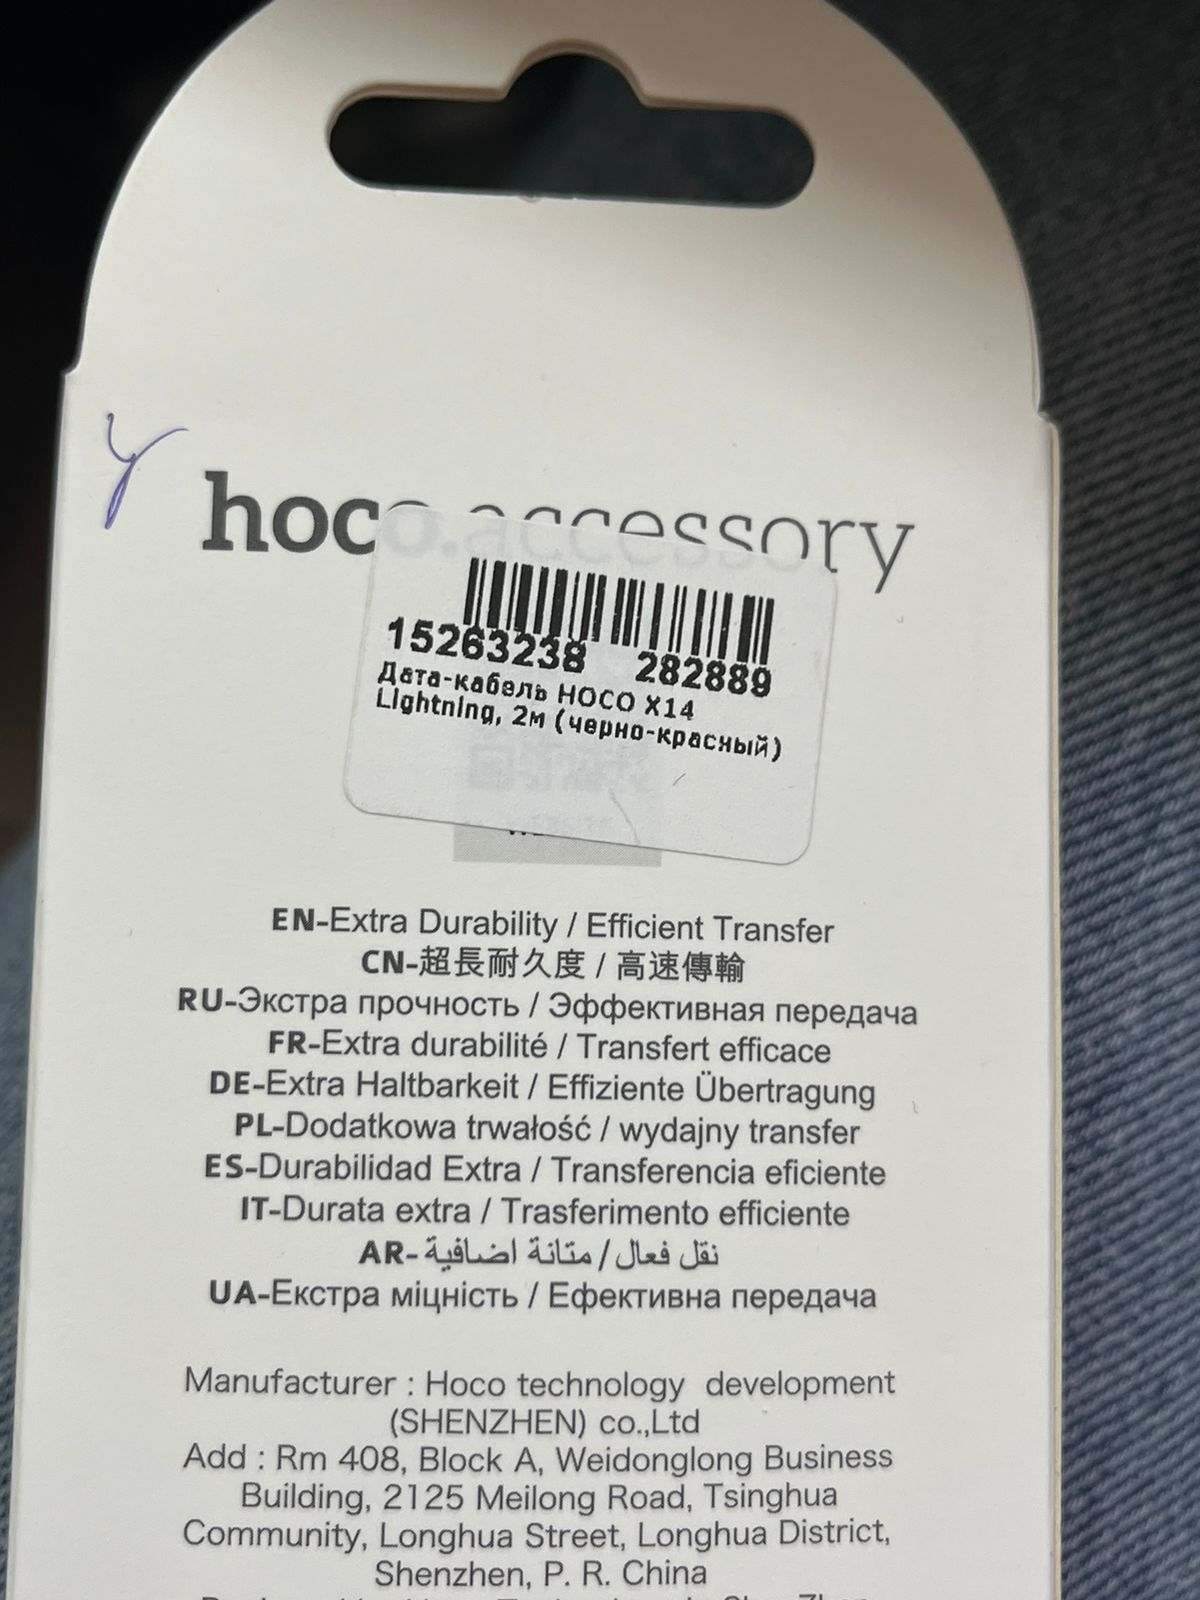 hoco.accessory
15263238 282889
Дата-кабель HOCO X14
Lightning, 2м (черно-красный)
EN-Extra Durability / Efficient Transfer
CN-超長耐久度 / 高速傳輸
RU-Экстра прочность / Эффективная передача
FR-Extra durabilité / Transfert efficace
DE-Extra Haltbarkeit / Effiziente Übertragung
PL-Dodatkowa trwałość / wydajny transfer
ES-Durabilidad Extra / Transferencia eficiente
IT-Durata extra / Trasferimento efficiente
AR-نقل فعال/ متانة اضافية
UA-Екстра міцність / Ефективна передача
Manufacturer : Hoco technology development
(SHENZHEN) co.,Ltd
Add : Rm 408, Block A, Weidonglong Business
Building, 2125 Meilong Road, Tsinghua
Community, Longhua Street, Longhua District,
Shenzhen, P. R. China